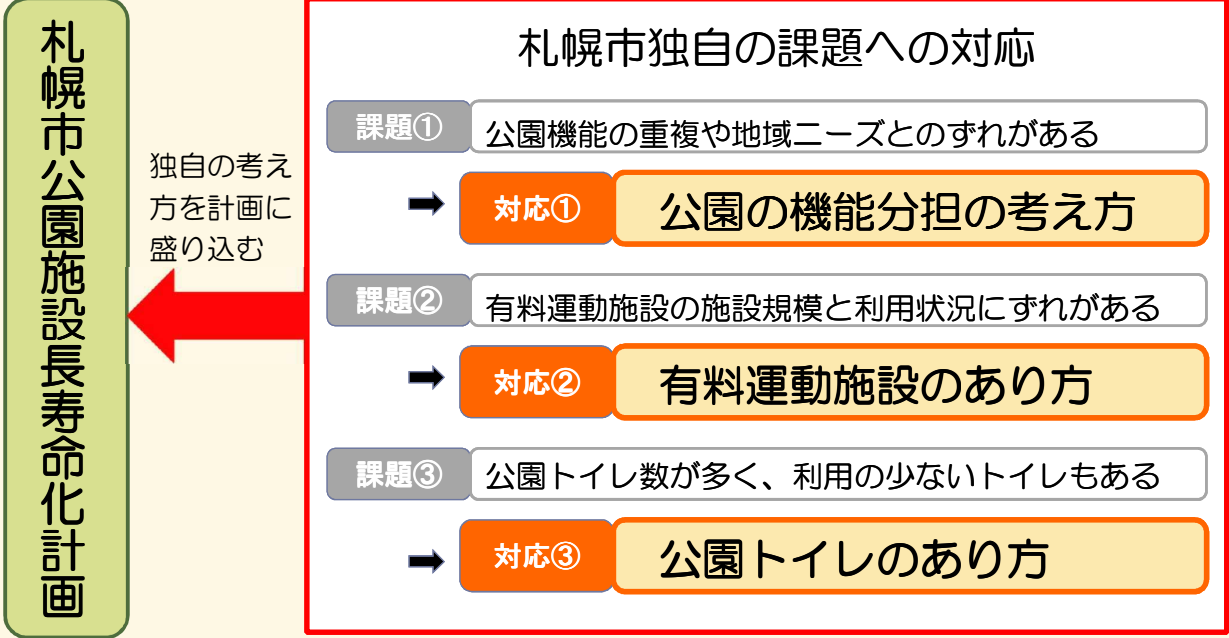 札幌市公園施設長寿命化計画
独自の考え
方を計画に
盛り込む
札幌市独自の課題への対応
課題①
公園機能の重複や地域ニーズとのずれがある
対応①
公園の機能分担の考え方
課題②
有料運動施設の施設規模と利用状況にずれがある
対応②
有料運動施設のあり方
課題③
公園トイレ数が多く、利用の少ないトイレもある
対応③
公園トイレのあり方